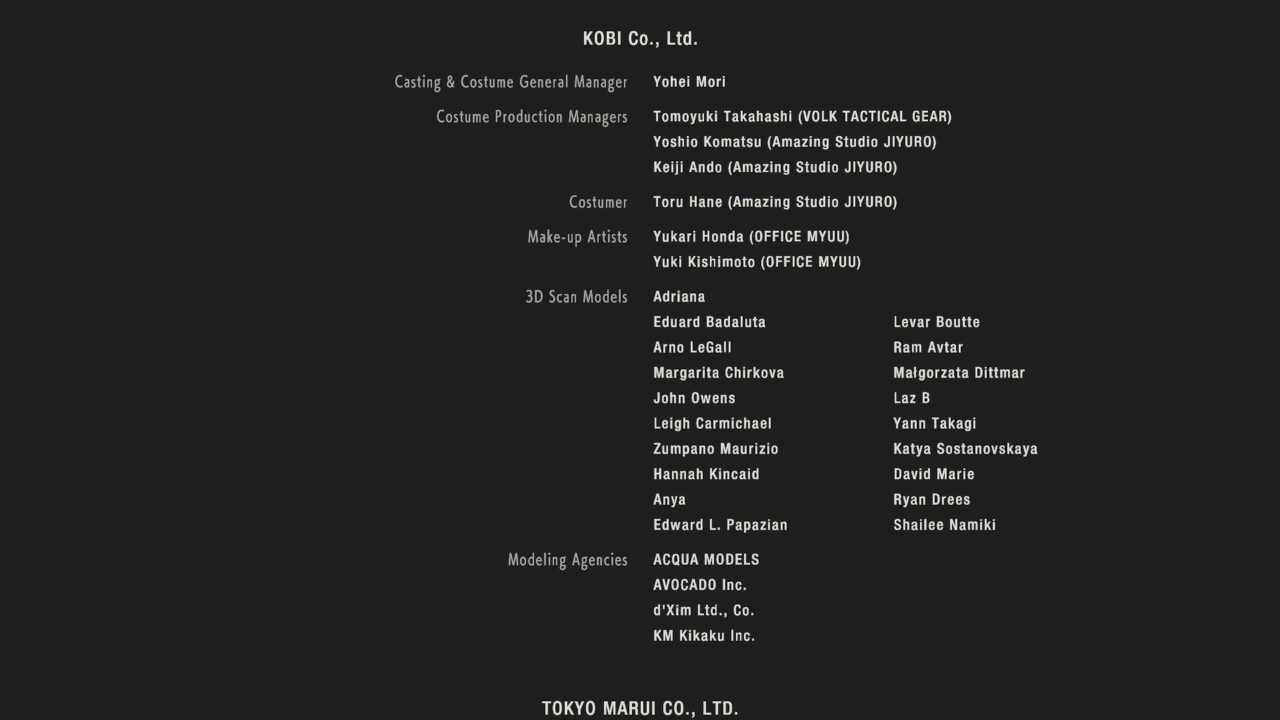 KOBI Co., Ltd.
Casting & Costume General Manager Yohei Mori
Costume Production Managers Tomoyuki Takahashi (VOLK TACTICAL GEAR)
Yoshio Komatsu (Amazing Studio JIYURO)
Keiji Ando (Amazing Studio JIYURO)
Costumer Toru Hane (Amazing Studio JIYURO)
Make-up Artists Yukari Honda (OFFICE MYUU)
Yuki Kishimoto (OFFICE MYUU)
3D Scan Models Adriana
Eduard Badaluta Levar Boutte
Arno LeGall Ram Avtar
Margarita Chirkova Małgorzata Dittmar
John Owens Laz B
Leigh Carmichael Yann Takagi
Zumpano Maurizio Katya Sostanovskaya
Hannah Kincaid David Marie
Anya Ryan Drees
Edward L. Papazian Shailee Namiki
Modeling Agencies ACQUA MODELS
AVOCADO Inc.
d'Xim Ltd., Co.
KM Kikaku Inc.
TOKYO MARUI CO., LTD.